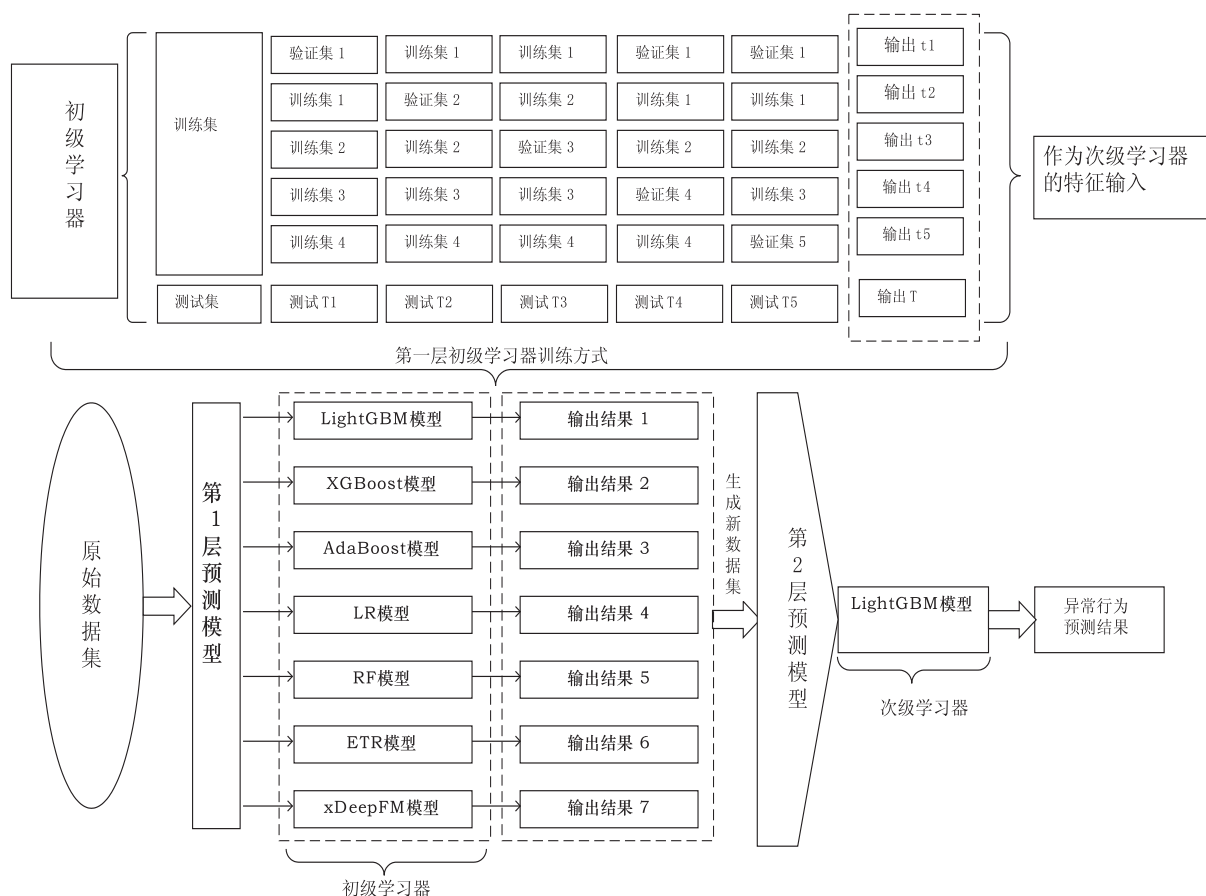 初级学习器
训练集
验证集 1
训练集 1
训练集 1
验证集 1
验证集 1
输出 t1
训练集 1
验证集 2
训练集 2
训练集 1
训练集 1
输出 t2
训练集 2
训练集 2
验证集 3
训练集 2
训练集 2
输出 t3
训练集 3
训练集 3
训练集 3
验证集 4
训练集 3
输出 t4
训练集 4
训练集 4
训练集 4
训练集 4
验证集 5
输出 t5
测试集
测试 T1
测试 T2
测试 T3
测试 T4
测试 T5
输出 T
作为次级学习器
的特征输入
第一层初级学习器训练方式
原始数据集
第1层预测模型
LightGBM模型
输出结果 1
XGBoost模型
输出结果 2
AdaBoost模型
输出结果 3
LR模型
输出结果 4
RF模型
输出结果 5
ETR模型
输出结果 6
xDeepFM模型
输出结果 7
初级学习器
生成新数据集
第2层预测模型
LightGBM模型
次级学习器
异常行为
预测结果